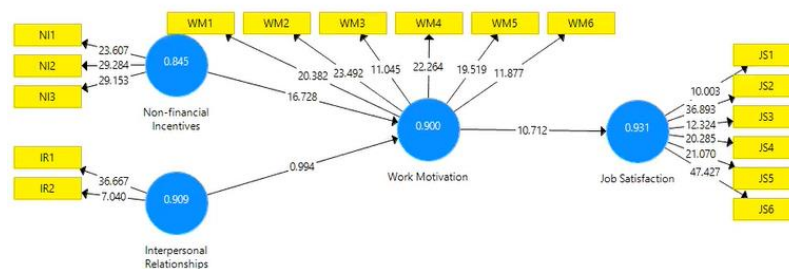 WM1
WM2
WM3
WM4
WM5
WM6
NI1
NI2
NI3
23.607
29.284
29.153
0.845
Non-financial
Incentives
20.382
23.492
11.045
22.264
19.519
11.877
16.728
0.900
Work Motivation
10.712
0.931
Job Satisfaction
JS1
JS2
JS3
JS4
JS5
JS6
10.003
36.893
12.324
20.285
21.070
47.427
IR1
IR2
36.667
7.040
0.909
Interpersonal
Relationships
0.994